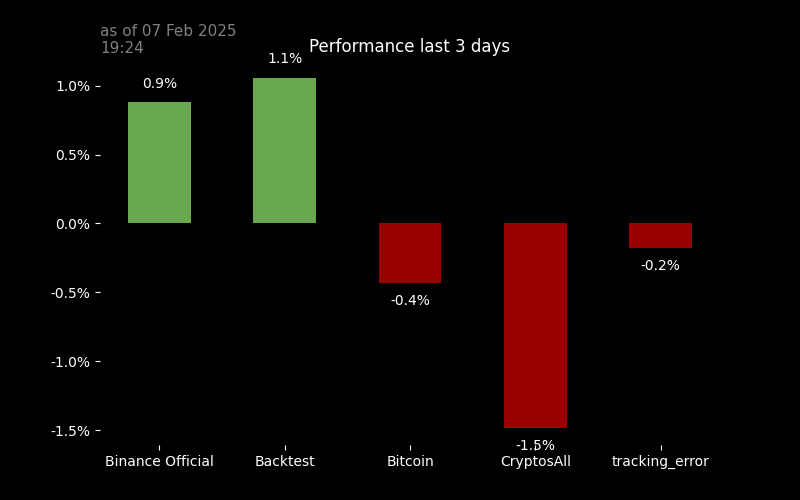 as of 07 Feb 2025
19:24
Performance last 3 days
1.1%
0.9%
1.0%
0.5%
0.0%
-0.5%
-1.0%
-1.5%
-0.4%
-0.2%
-1.5%
Binance Official
Backtest
Bitcoin
CryptosAll
tracking_error